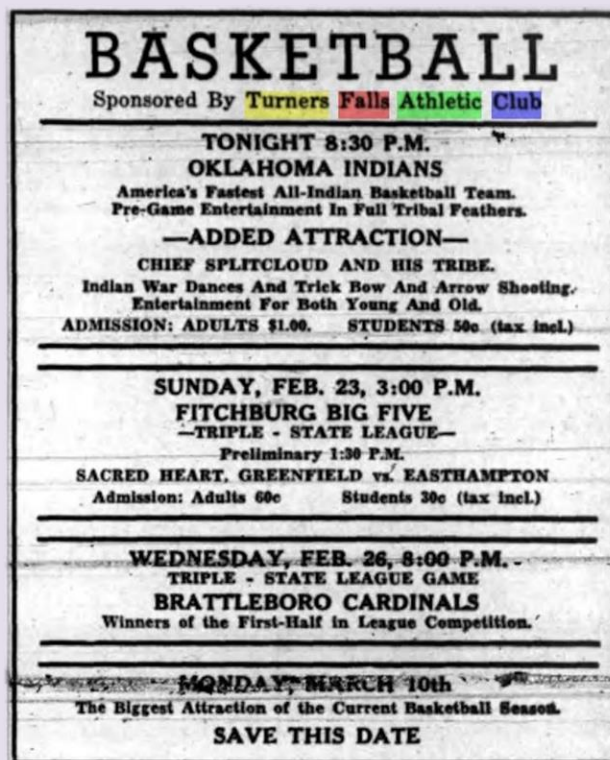 BASKETBALL
Sponsored By Turners Falls Athletic Club
TONIGHT 8:30 P.M.
OKLAHOMA INDIANS
America's Fastest All-Indian Basketball Team.
Pre-Game Entertainment In Full Tribal Feathers.
—ADDED ATTRACTION—
CHIEF SPLITCLOUD AND HIS TRIBE.
Indian War Dances And Trick Bow And Arrow Shooting.
Entertainment For Both Young And Old.
ADMISSION: ADULTS $1.00. STUDENTS 50c (tax incl.)
SUNDAY, FEB. 23, 3:00 P.M.
FITCHBURG BIG FIVE
—TRIPLE - STATE LEAGUE—
Preliminary 1:30 P.M.
SACRED HEART, GREENFIELD vs. EASTHAMPTON
Admission: Adults 60c Students 30c (tax incl.)
WEDNESDAY, FEB. 26, 8:00 P.M.
TRIPLE - STATE LEAGUE GAME
BRATTLEBORO CARDINALS
Winners of the First-Half in League Competition.
MONDAY, MARCH 10th
The Biggest Attraction of the Current Basketball Season.
SAVE THIS DATE